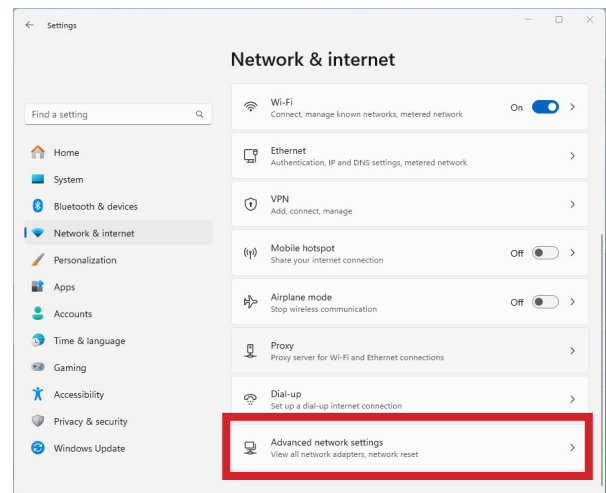 Settings
Network & internet
Find a setting
Home
System
Bluetooth & devices
Network & internet
Personalization
Apps
Accounts
Time & language
Gaming
Accessibility
Privacy & security
Windows Update
Wi-Fi
Connect, manage known networks, metered network
On
Ethernet
Authentication, IP and DNS settings, metered network
VPN
Add, connect, manage
Mobile hotspot
Share your internet connection
Off
Airplane mode
Stop wireless communication
Off
Proxy
Proxy server for Wi-Fi and Ethernet connections
Dial-up
Set up a dial-up internet connection
Advanced network settings
View all network adapters, network reset